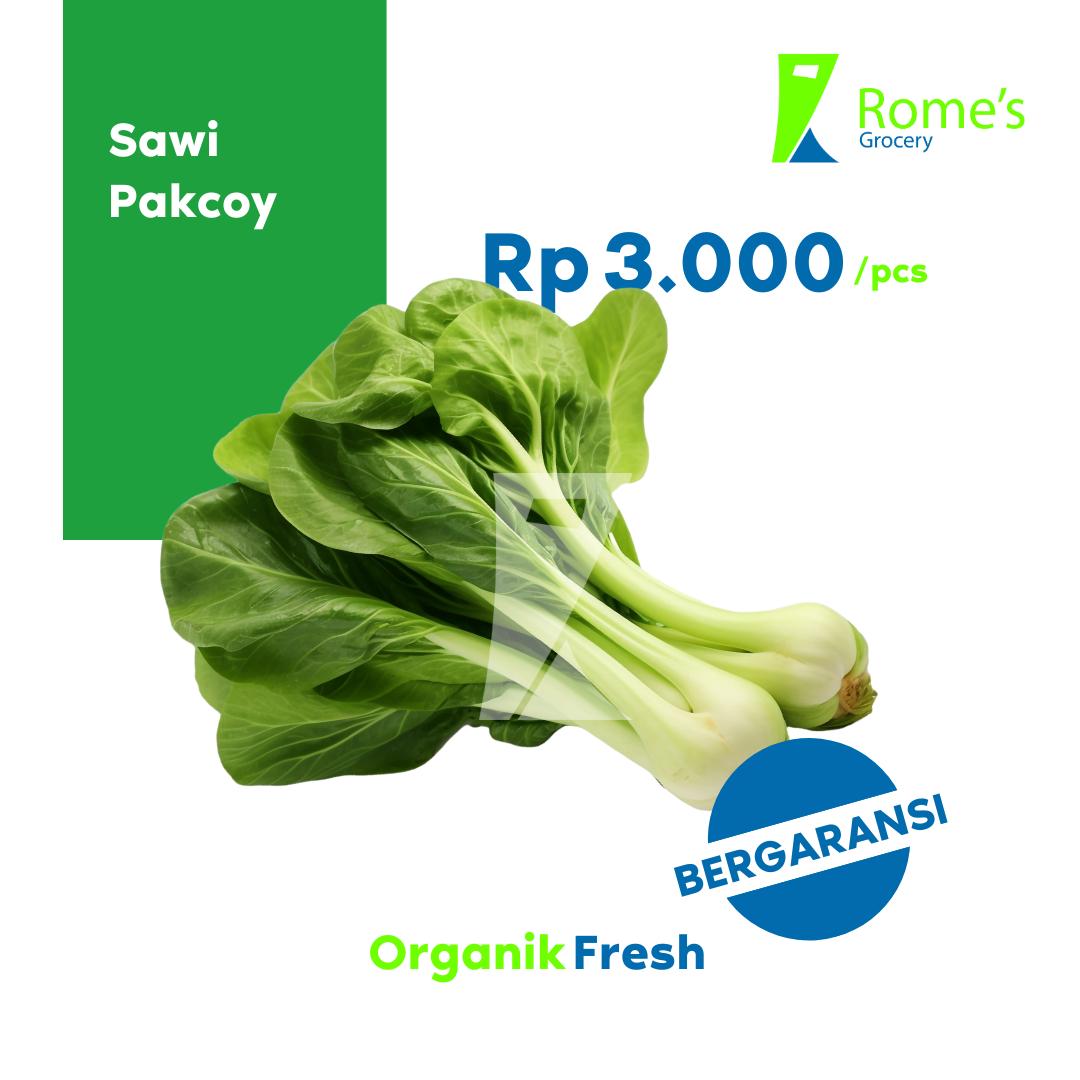 Sawi
Pakcoy
Rome's
Grocery
Rp 3.000 /pcs
BERGARANSI
Organik Fresh